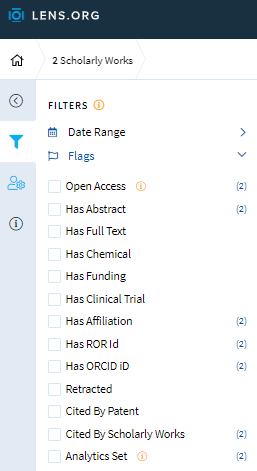 LENS.ORG
2 Scholarly Works
FILTERS
Date Range
Flags
Open Access (2)
Has Abstract (2)
Has Full Text
Has Chemical
Has Funding
Has Clinical Trial
Has Affiliation (2)
Has ROR Id (2)
Has ORCID iD (2)
Retracted
Cited By Patent
Cited By Scholarly Works (2)
Analytics Set (2)